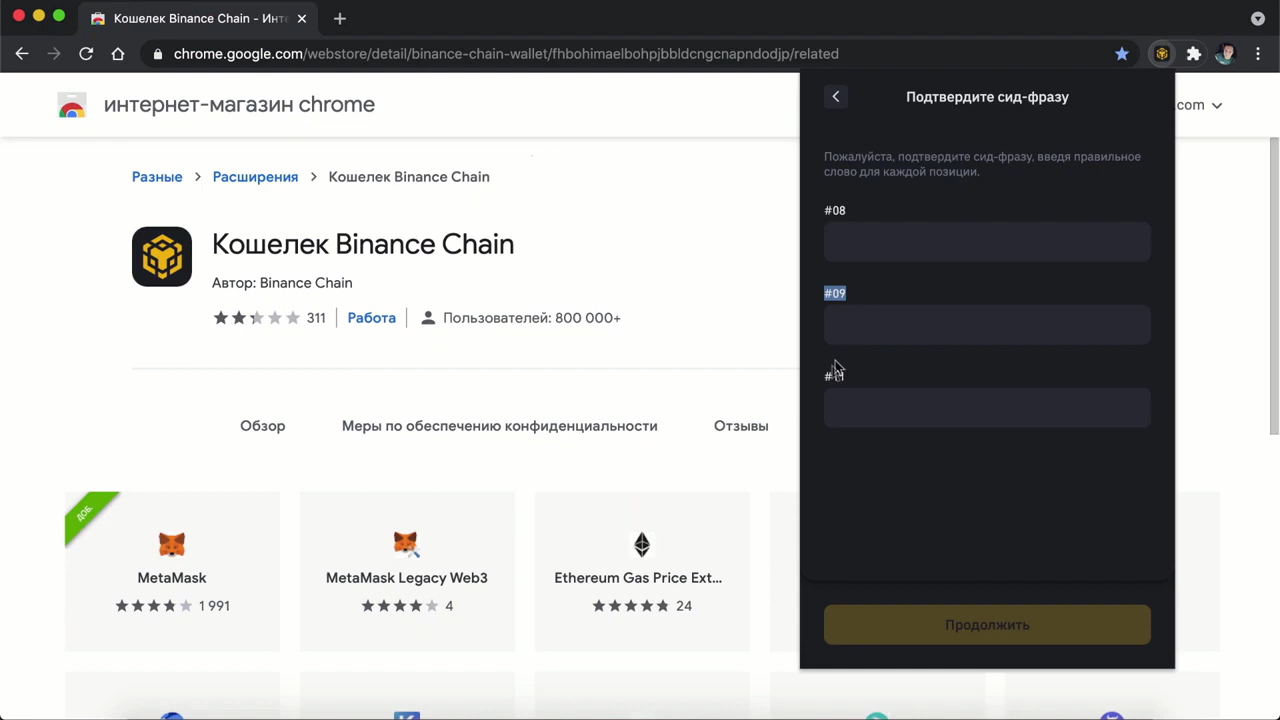 Кошелек Binance Chain - Инте
chrome.google.com/webstore/detail/binance-chain-wallet/fhbohimaelbohpjbbldcngcnapndodjp/related
интернет-магазин chrome
.com
Разные > Расширения > Кошелек Binance Chain
Кошелек Binance Chain
Автор: Binance Chain
311 Работа Пользователей: 800 000+
Обзор Меры по обеспечению конфиденциальности Отзывы
ДОБ.
MetaMask
1 991
MetaMask Legacy Web3
4
Ethereum Gas Price Ext...
24
Подтвердите сид-фразу
Пожалуйста, подтвердите сид-фразу, введя правильное
слово для каждой позиции.
#08
#09
Продолжить